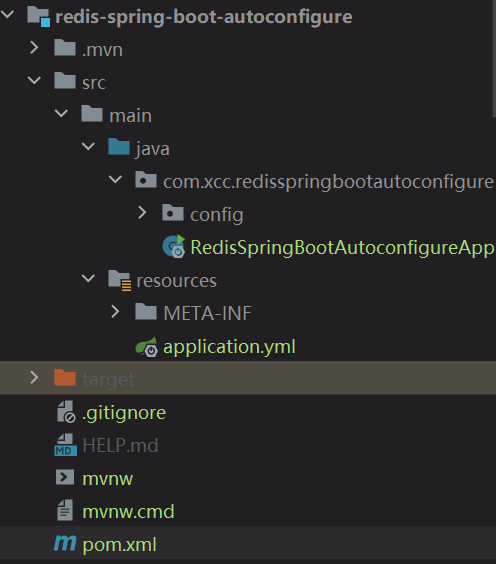 redis-spring-boot-autoconfigure
.mvn
src
main
java
com.xcc.redisspringbootautoconfigure
config
RedisSpringBootAutoconfigureApp
resources
META-INF
application.yml
target
.gitignore
MD HELP.md
mvnw
mvnw.cmd
m pom.xml